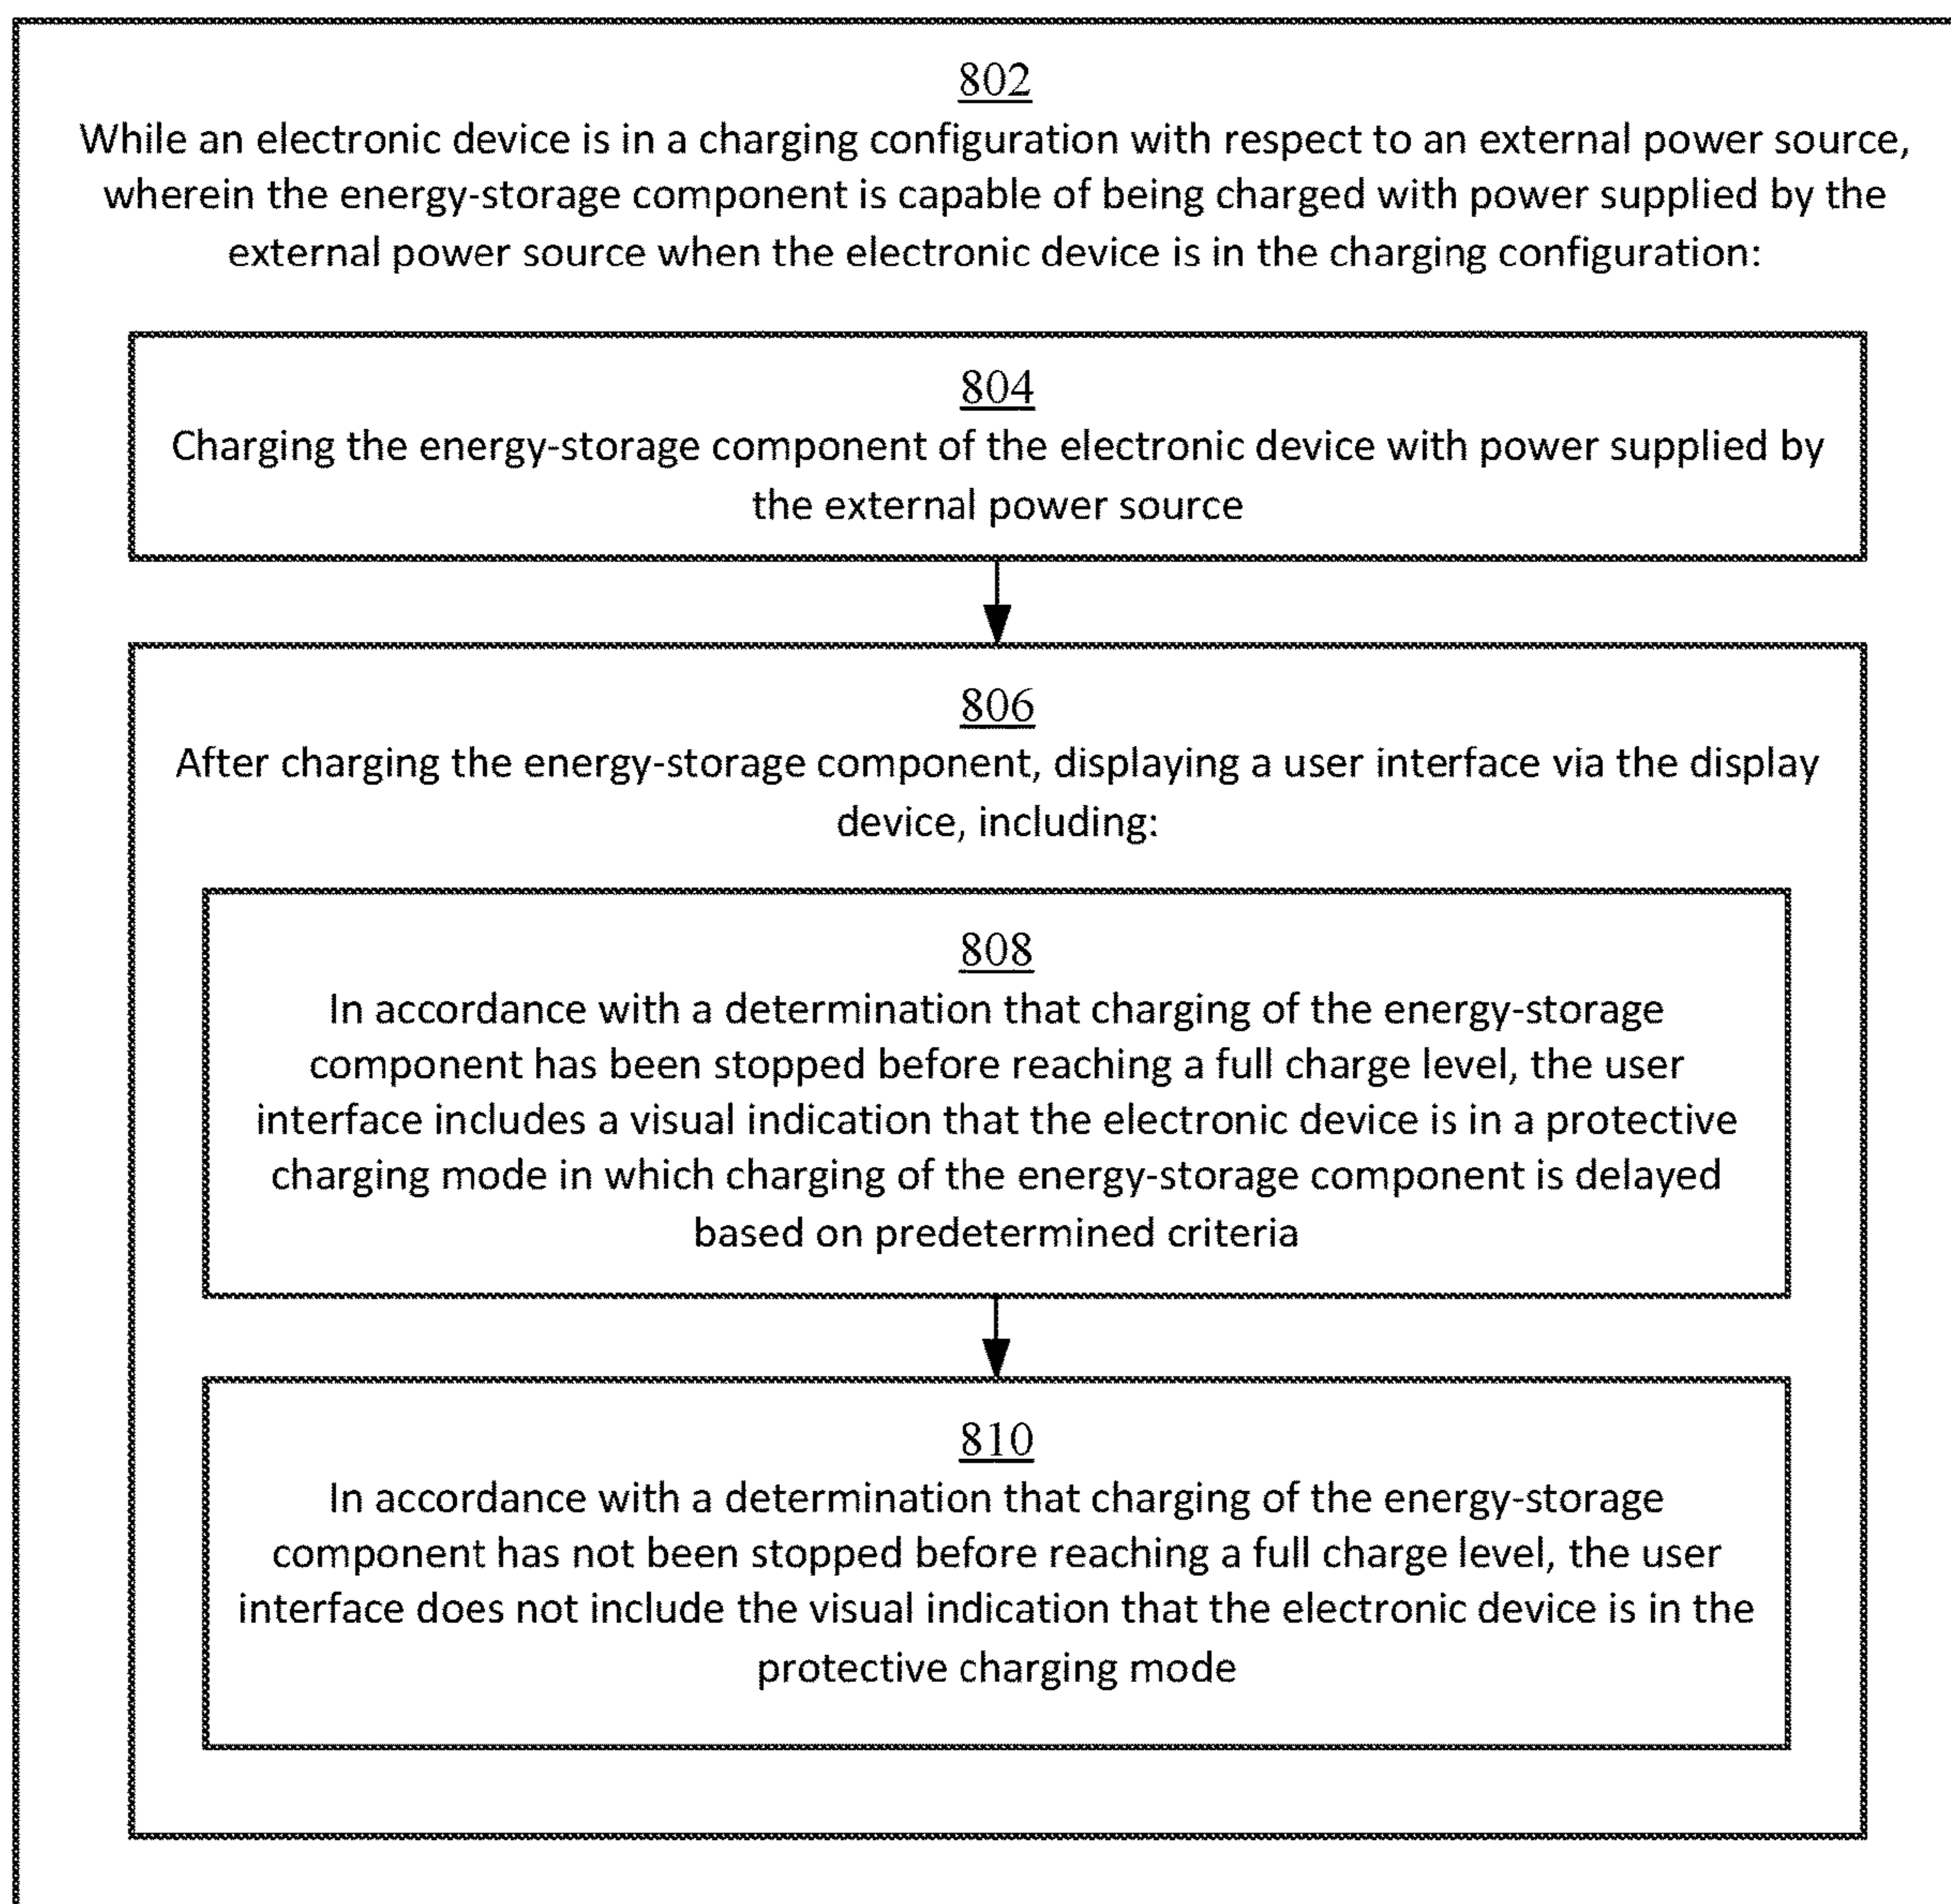 802
While an electronic device is in a charging configuration with respect to an external power source,
wherein the energy-storage component is capable of being charged with power supplied by the
external power source when the electronic device is in the charging configuration:
804
Charging the energy-storage component of the electronic device with power supplied by
the external power source
806
After charging the energy-storage component, displaying a user interface via the display
device, including:
808
In accordance with a determination that charging of the energy-storage
component has been stopped before reaching a full charge level, the user
interface includes a visual indication that the electronic device is in a protective
charging mode in which charging of the energy-storage component is delayed
based on predetermined criteria
810
In accordance with a determination that charging of the energy-storage
component has not been stopped before reaching a full charge level, the user
interface does not include the visual indication that the electronic device is in the
protective charging mode